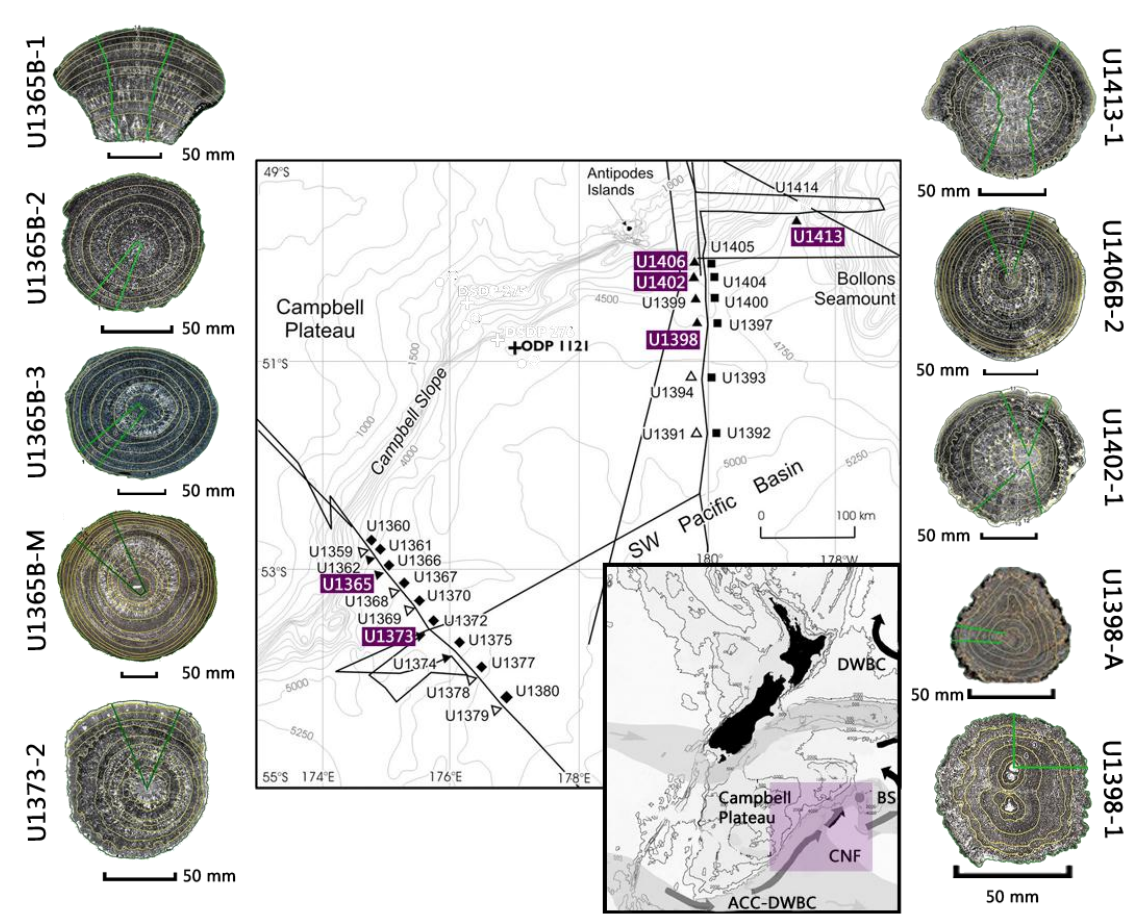 U1365B-1
50 mm
U1365B-2
50 mm
U1365B-3
50 mm
U1365B-M
50 mm
U1373-2
50 mm
49°S
Antipodes
Islands
1800
U1414
U1413
U1405
U1406
U1402
U1404
4500
U1399
U1400
Bollons
Seamount
Campbell
Plateau
U1397
U1398
ODP 1121
4750
1500
51°S
U1393
U1394
Campbell Slope
1000
4000
U1391
U1392
5000
5250
SW Pacific Basin
0
100 km
U1360
U1359
U1361
U1362
U1366
53°S
180°
178°W
U1365
U1367
U1368
U1370
U1369
U1372
U1373
U1375
U1374
U1377
5000
U1378
U1380
U1379
5250
55°S
174°E
176°E
178°
DWBC
Campbell
Plateau
BS
CNF
ACC-DWBC
U1413-1
50 mm
U1406B-2
50 mm
U1402-1
50 mm
U1398-A
50 mm
U1398-1
50 mm